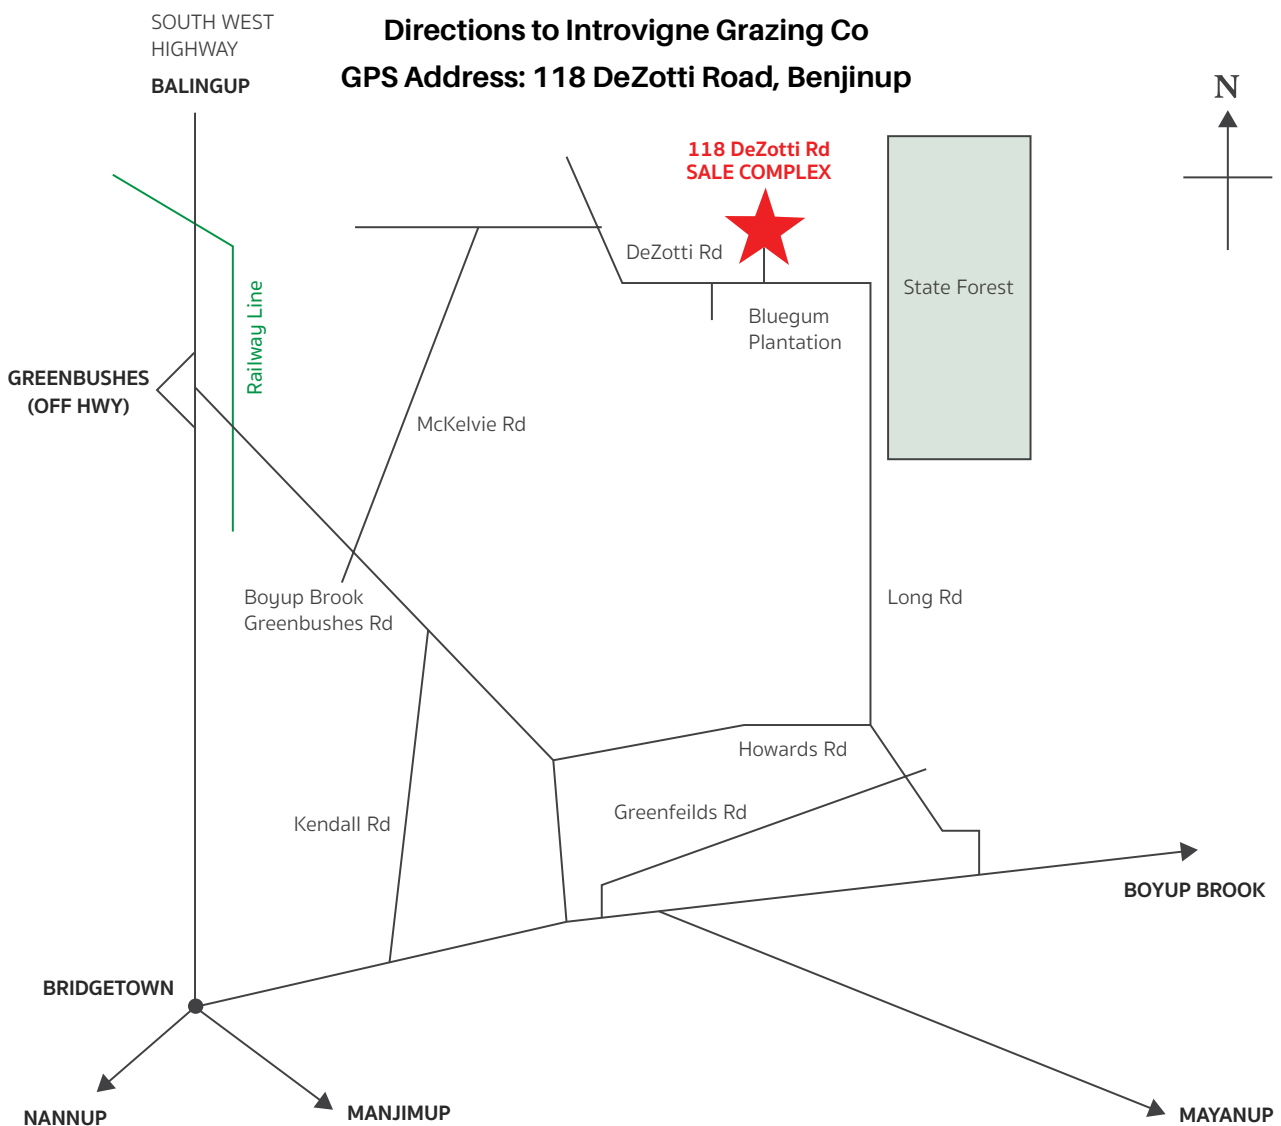 SOUTH WEST
HIGHWAY
BALINGUP
Directions to Introvigne Grazing Co
GPS Address: 118 DeZotti Road, Benjinup
N
118 DeZotti Rd
SALE COMPLEX
DeZotti Rd
State Forest
Bluegum
Plantation
Railway Line
GREENBUSHES
(OFF HWY)
McKelvie Rd
Boyup Brook
Greenbushes Rd
Long Rd
Howards Rd
Greenfeilds Rd
Kendall Rd
BOYUP BROOK
BRIDGETOWN
NANNUP
MANJIMUP
MAYANUP